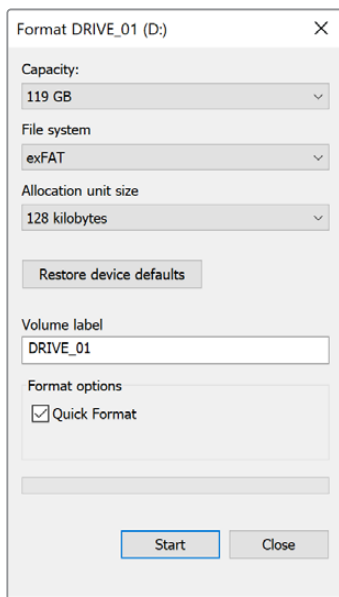 Format DRIVE_01 (D:)
Capacity:
119 GB
File system
exFAT
Allocation unit size
128 kilobytes
Restore device defaults
Volume label
DRIVE_01
Format options
Quick Format
Start Close